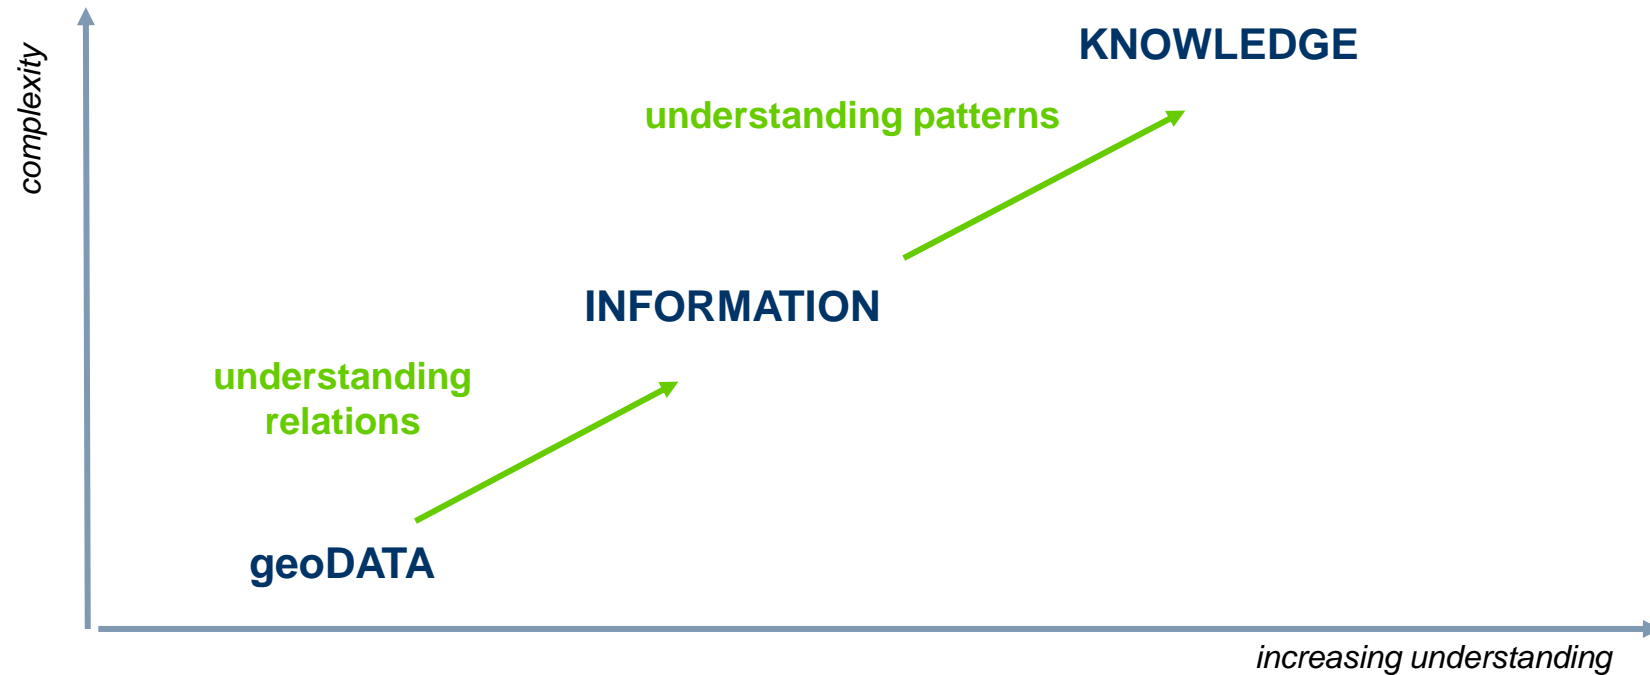 complexity
KNOWLEDGE
understanding patterns
INFORMATION
understanding
relations
geoDATA
increasing understanding